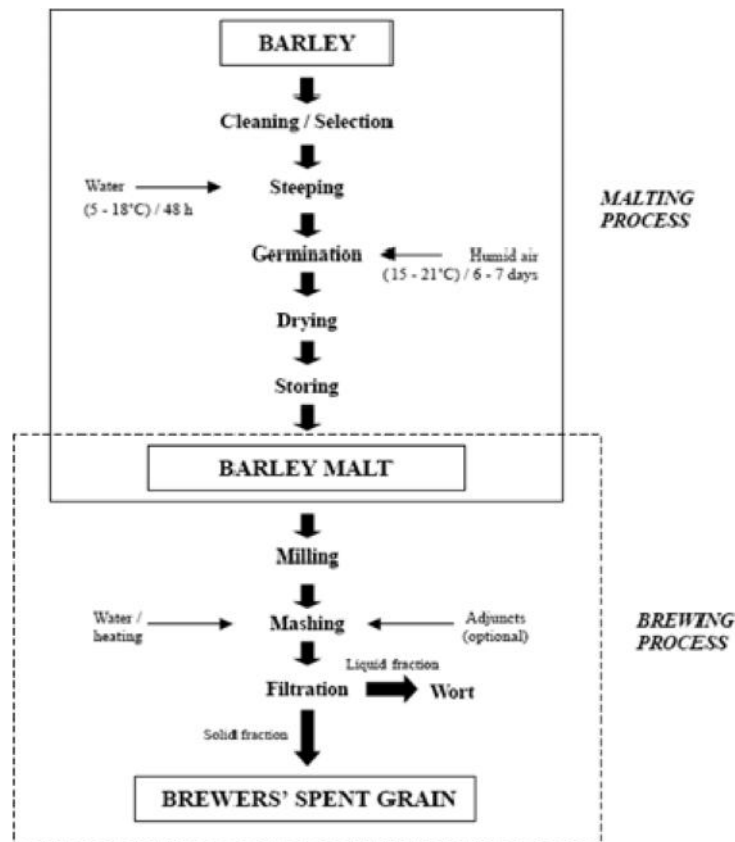 BARLEY
Cleaning / Selection
Water
(5 - 18°C) / 48 h
Steeping
MALTING
PROCESS
Germination
Humid air
(15 - 21°C) / 6 - 7 days
Drying
Storing
BARLEY MALT
Milling
Water /
heating
Mashing
Adjuncts
(optional)
BREWING
PROCESS
Liquid fraction
Filtration
Wort
Solid fraction
BREWERS' SPENT GRAIN